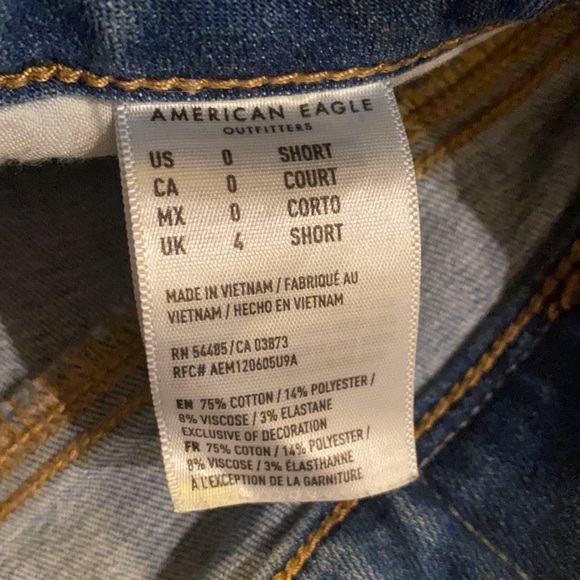 AMERICAN EAGLE
OUTFITTERS
US 0 SHORT
CA 0 COURT
MX 0 CORTO
UK 4 SHORT
MADE IN VIETNAM / FABRIQUÉ AU
VIETNAM / HECHO EN VIETNAM
RN 54485/CA 03873
RFC# AEM120605U9A
EN 75% COTTON / 14% POLYESTER /
8% VISCOSE / 3% ELASTANE
EXCLUSIVE OF DECORATION
FR 75% COTON / 14% POLYESTER /
8% VISCOSE / 3% ÉLASTHANNE
À L'EXCEPTION DE LA GARNITURE